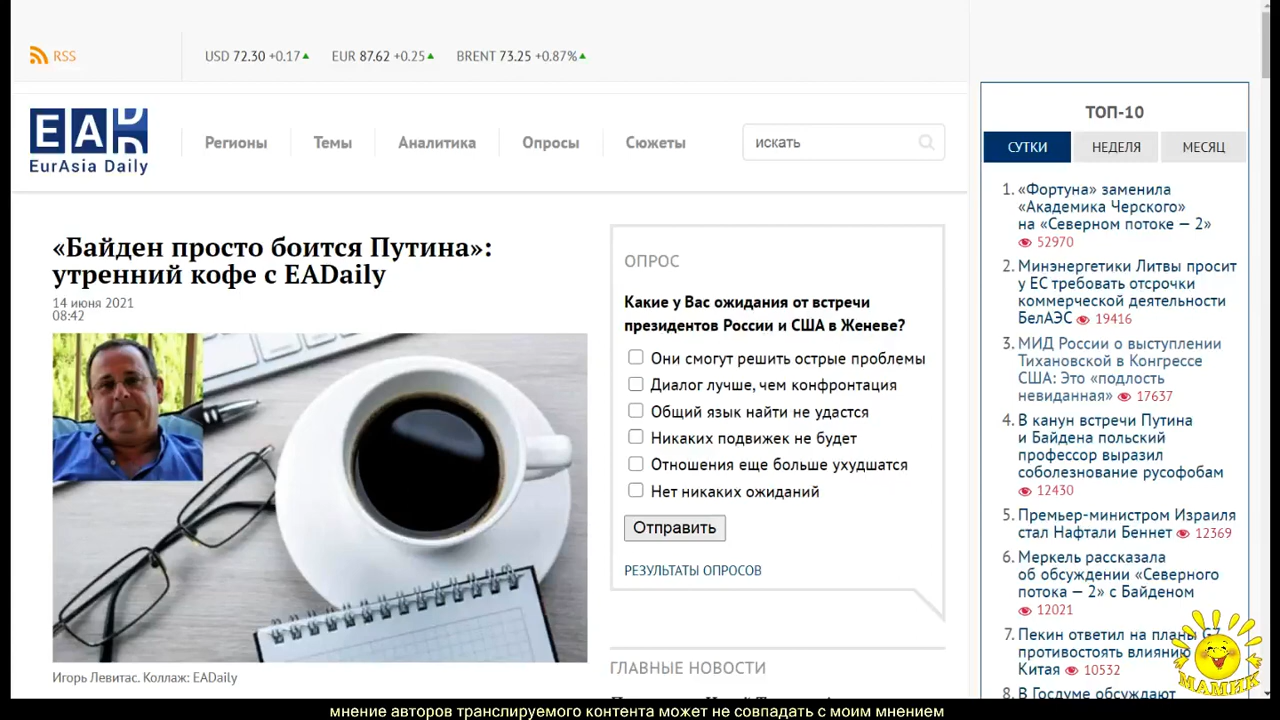 RSS
USD 72.30 +0.17 EUR 87.62 +0.25 BRENT 73.25 +0.87%
EAD
EurAsia Daily
Регионы Темы Аналитика Опросы Сюжеты
искать
«Байден просто боится Путина»:
утренний кофе с EADaily
14 июня 2021
08:42
Игорь Левитас. Коллаж: EADaily
ОПРОС
Какие у Вас ожидания от встречи
президентов России и США в Женеве?
Они смогут решить острые проблемы
Диалог лучше, чем конфронтация
Общий язык найти не удастся
Никаких подвижек не будет
Отношения еще больше ухудшатся
Нет никаких ожиданий
Отправить
РЕЗУЛЬТАТЫ ОПРОСОВ
ГЛАВНЫЕ НОВОСТИ
ТОП-10
СУТКИ НЕДЕЛЯ МЕСЯЦ
1. «Фортуна» заменила
«Академика Черского»
на «Северном потоке — 2»
52970
2. Минэнергетики Литвы просит
у ЕС требовать отсрочки
коммерческой деятельности
БелАЭС 19416
3. МИД России о выступлении
Тихановской в Конгрессе
США: Это «подлость
невиданная» 17637
4. В канун встречи Путина
и Байдена польский
профессор выразил
соболезнование русофобам
12430
5. Премьер-министром Израиля
стал Нафтали Беннет 12369
6. Меркель рассказала
об обсуждении «Северного
потока — 2» с Байденом
12021
7. Пекин ответил на планы G7
противостоять влиянию
Китая 10532
8. В Госдуме обсуждают
МАМИК
мнение авторов транслируемого контента может не совпадать с моим мнением